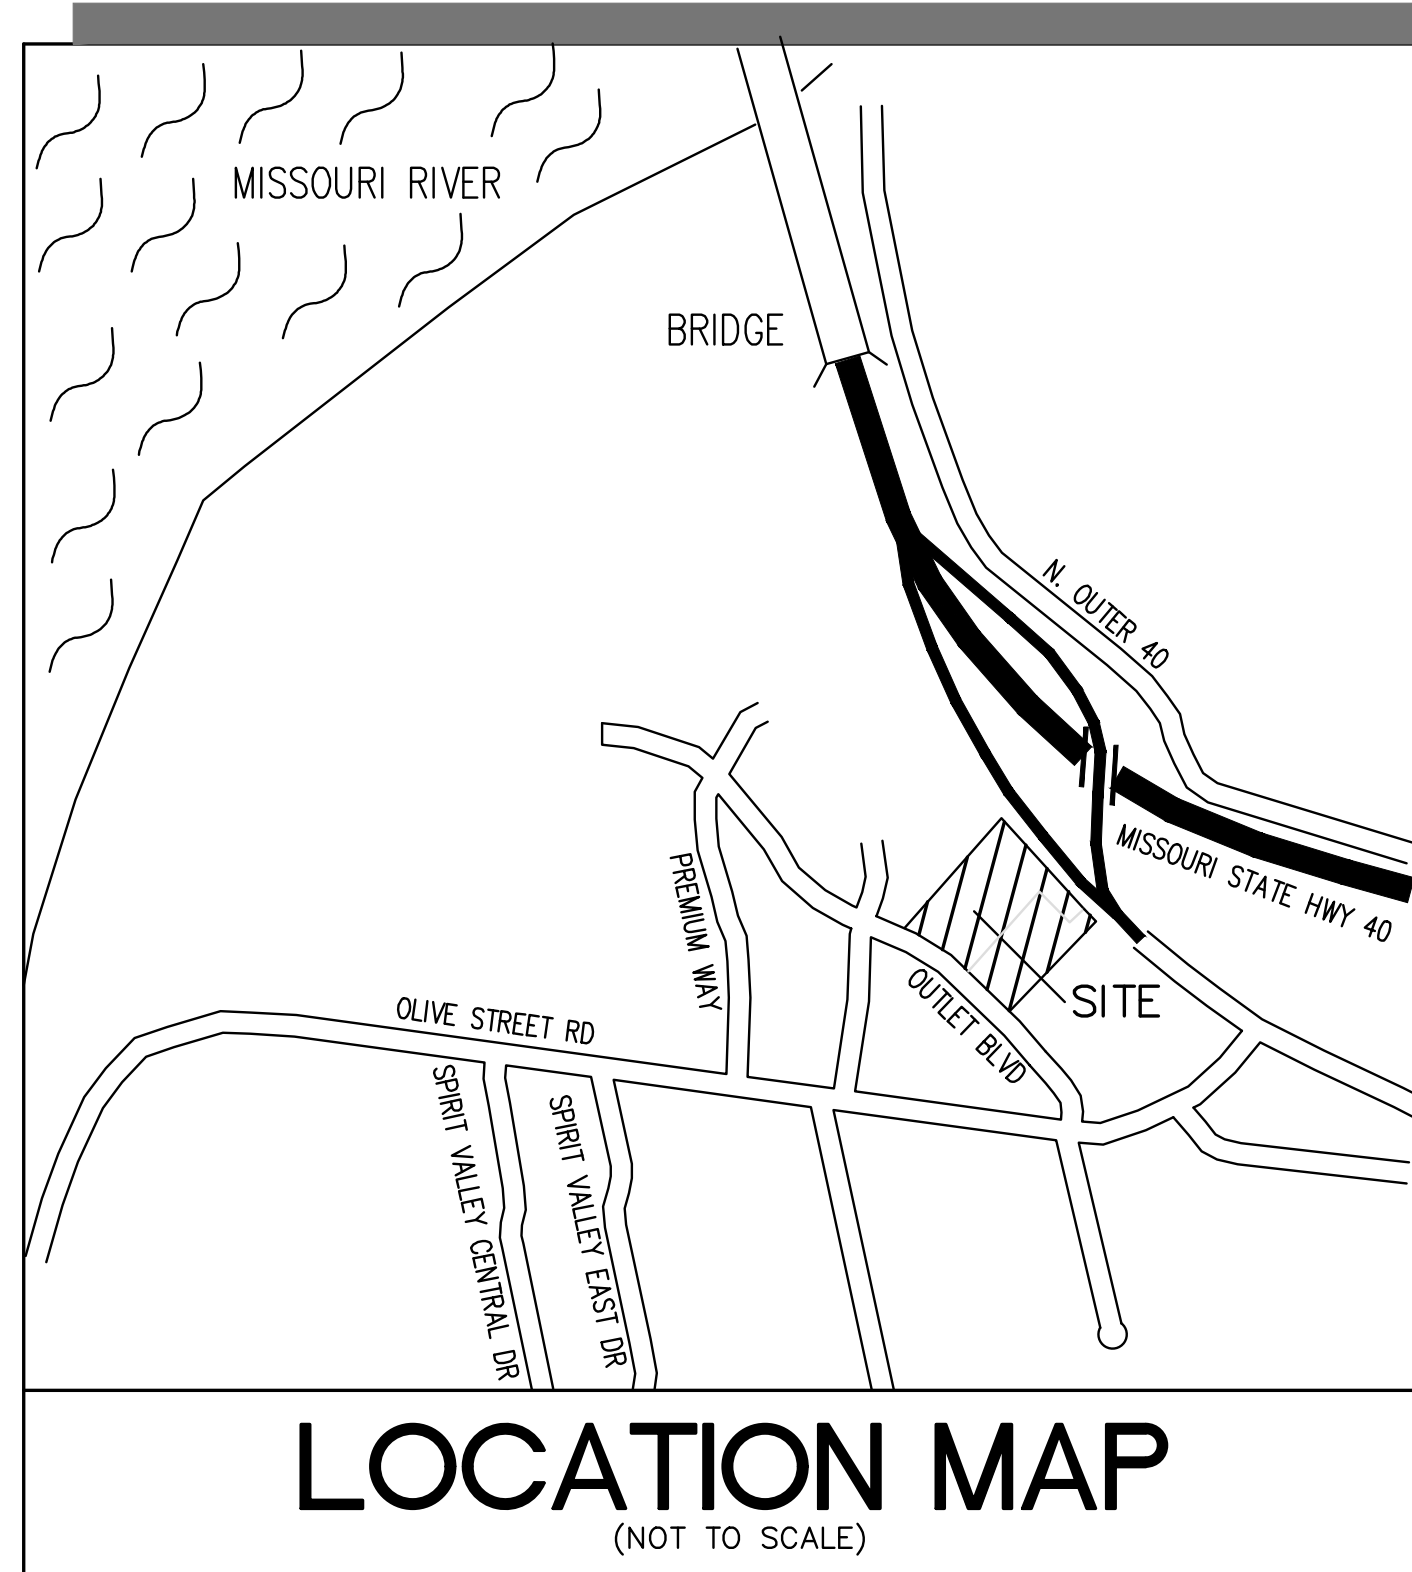 MISSOURI RIVER
BRIDGE
N. OUTER 40
MISSOURI STATE HWY 40
PREMIUM WAY
SITE
OUTLET BLVD
OLIVE STREET RD
SPIRIT VALLEY CENTRAL DR
SPIRIT VALLEY EAST DR
LOCATION MAP
(NOT TO SCALE)